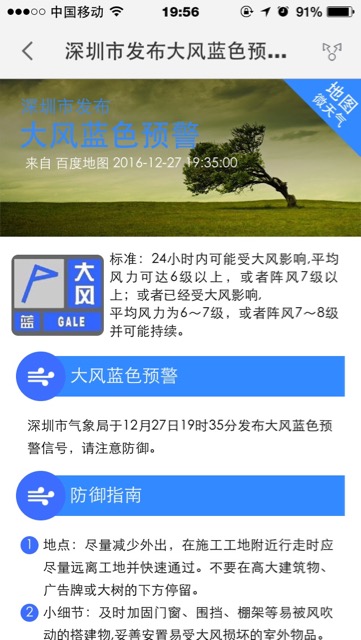 中国移动 19:56 91%
深圳市发布大风蓝色预...
地图
微天气
深圳市发布
大风蓝色预警
来自 百度地图 2016-12-27 19:35:00
大风
蓝 GALE
标准：24小时内可能受大风影响,平均
风力可达6级以上，或者阵风7级以
上；或者已经受大风影响,
平均风力为6～7级，或者阵风7～8级
并可能持续。
大风蓝色预警
深圳市气象局于12月27日19时35分发布大风蓝色预
警信号，请注意防御。
防御指南
1 地点：尽量减少外出，在施工工地附近行走时应
尽量远离工地并快速通过。不要在高大建筑物、
广告牌或大树的下方停留。
2 小细节：及时加固门窗、围挡、棚架等易被风吹
动的搭建物,妥善安置易受大风损坏的室外物品。